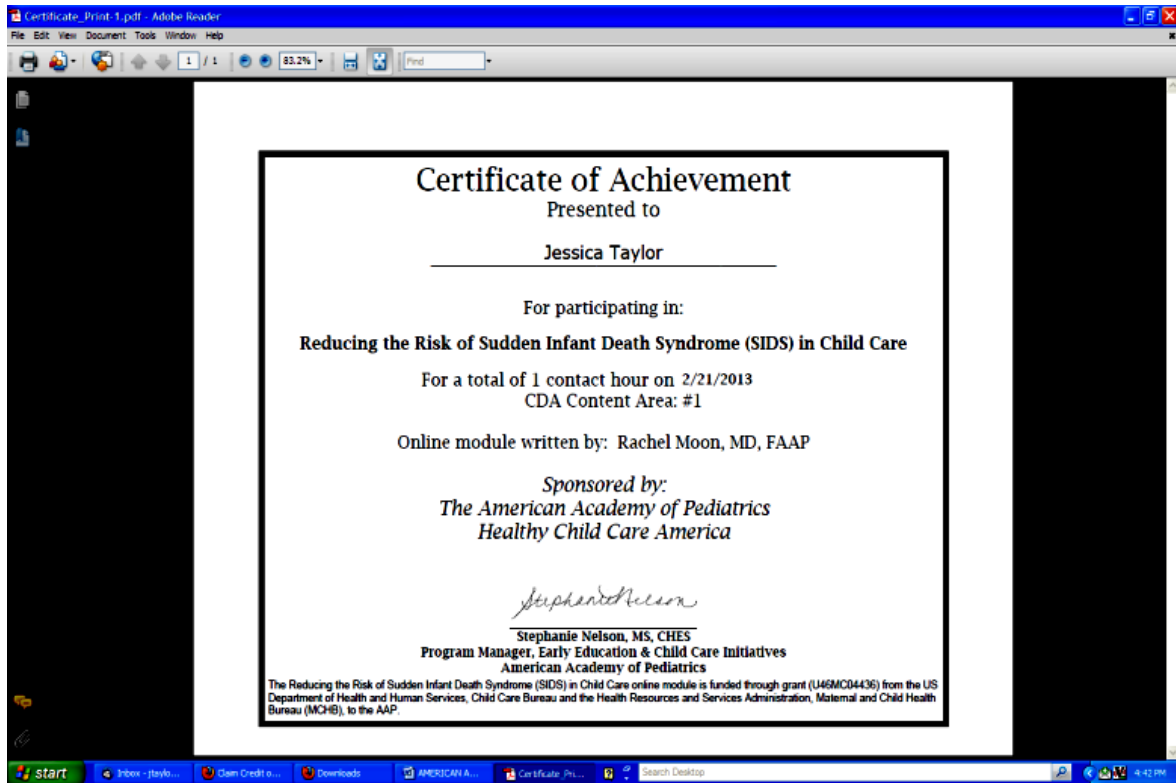 Certificate_Print-1.pdf - Adobe Reader
File Edit View Document Tools Window Help
1 / 1 83.2% Find
Certificate of Achievement
Presented to
Jessica Taylor
For participating in:
Reducing the Risk of Sudden Infant Death Syndrome (SIDS) in Child Care
For a total of 1 contact hour on 2/21/2013
CDA Content Area: #1
Online module written by: Rachel Moon, MD, FAAP
Sponsored by:
The American Academy of Pediatrics
Healthy Child Care America
Stephanie Nelson
Stephanie Nelson, MS, CHES
Program Manager, Early Education & Child Care Initiatives
American Academy of Pediatrics
The Reducing the Risk of Sudden Infant Death Syndrome (SIDS) in Child Care online module is funded through grant (U46MC04436) from the US
Department of Health and Human Services, Child Care Bureau and the Health Resources and Services Administration, Maternal and Child Health
Bureau (MCHB), to the AAP.
start Inbox - jtaylo... Claim Credit o... Downloads AMERICAN A... Certificate_Pri... Search Desktop 4:42 PM